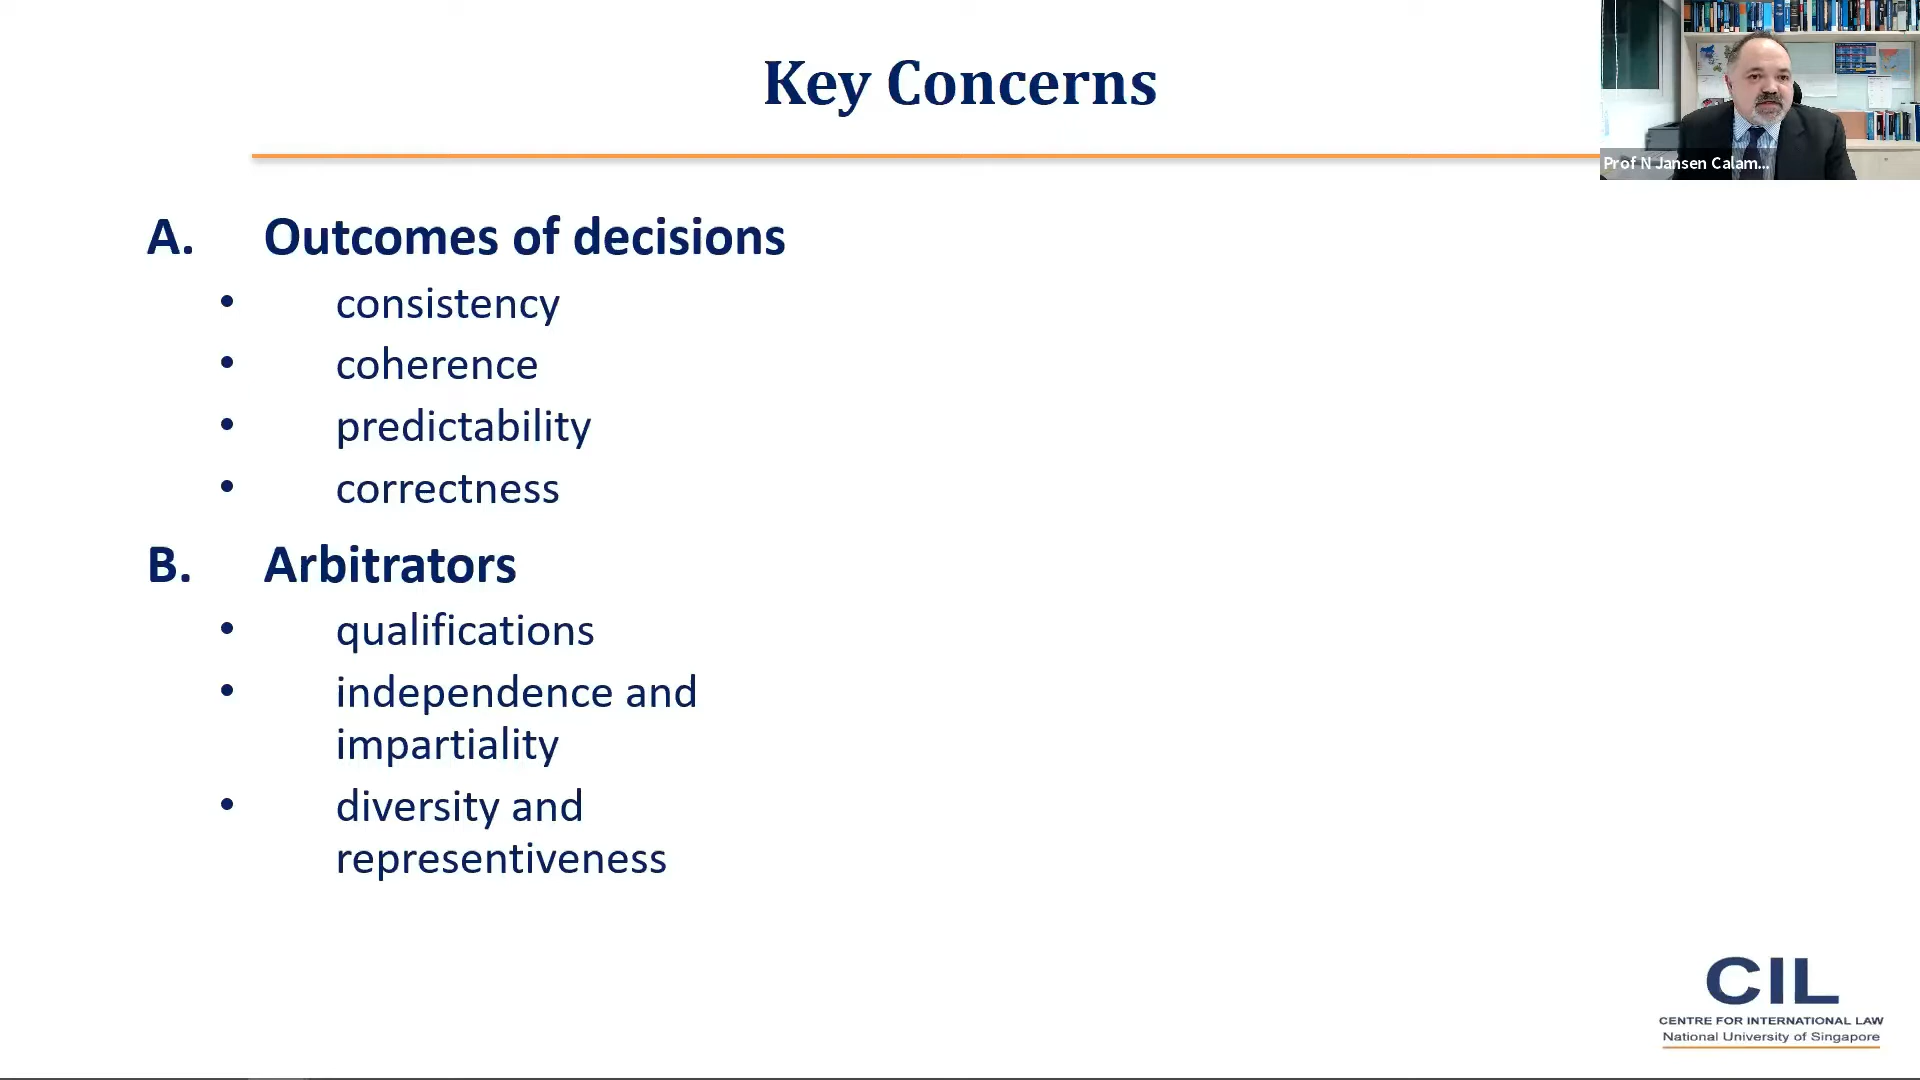 Key Concerns
Prof N Jansen Calam...
A. Outcomes of decisions
• consistency
• coherence
• predictability
• correctness
B. Arbitrators
• qualifications
• independence and
impartiality
• diversity and
representiveness
CIL
CENTRE FOR INTERNATIONAL LAW
National University of Singapore